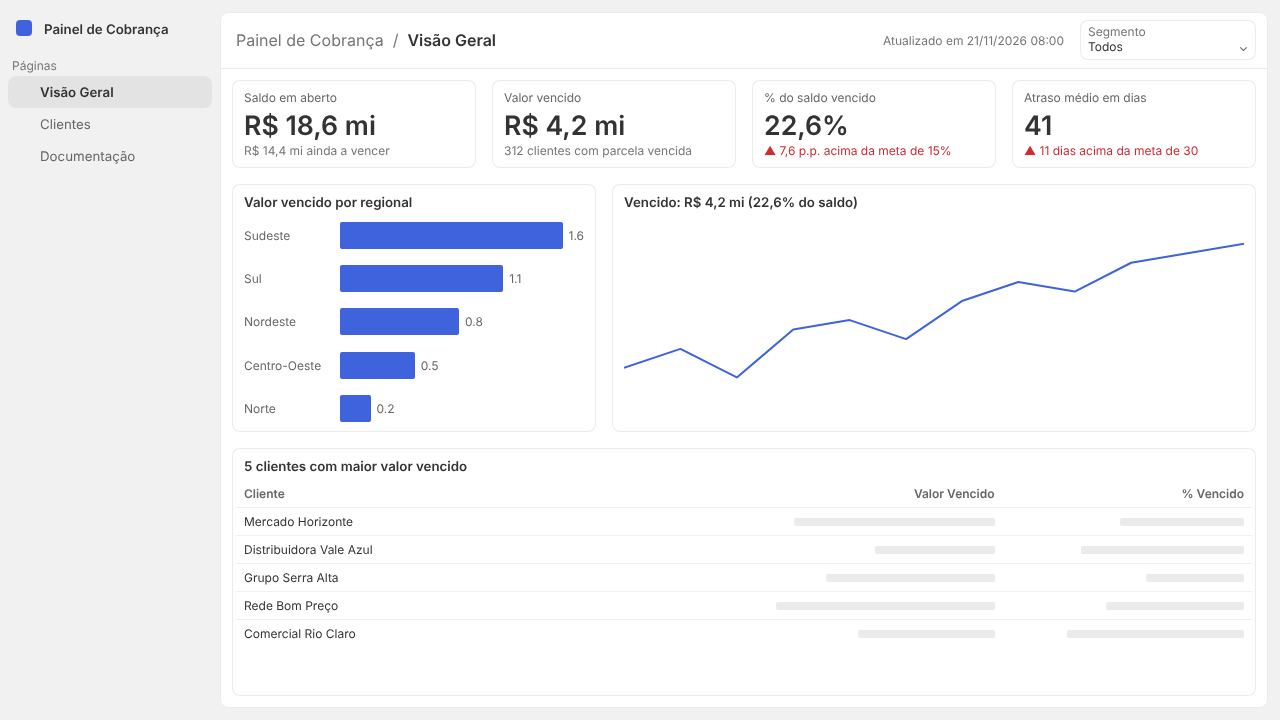 Painel de Cobrança
Páginas
Visão Geral
Clientes
Documentação
Painel de Cobrança / Visão Geral
Atualizado em 21/11/2026 08:00
Segmento
Todos
Saldo em aberto
R$ 18,6 mi
R$ 14,4 mi ainda a vencer
Valor vencido
R$ 4,2 mi
312 clientes com parcela vencida
% do saldo vencido
22,6%
▲ 7,6 p.p. acima da meta de 15%
Atraso médio em dias
41
▲ 11 dias acima da meta de 30
Valor vencido por regional
Sudeste 1.6
Sul 1.1
Nordeste 0.8
Centro-Oeste 0.5
Norte 0.2
Vencido: R$ 4,2 mi (22,6% do saldo)
5 clientes com maior valor vencido
Cliente Valor Vencido % Vencido
Mercado Horizonte
Distribuidora Vale Azul
Grupo Serra Alta
Rede Bom Preço
Comercial Rio Claro